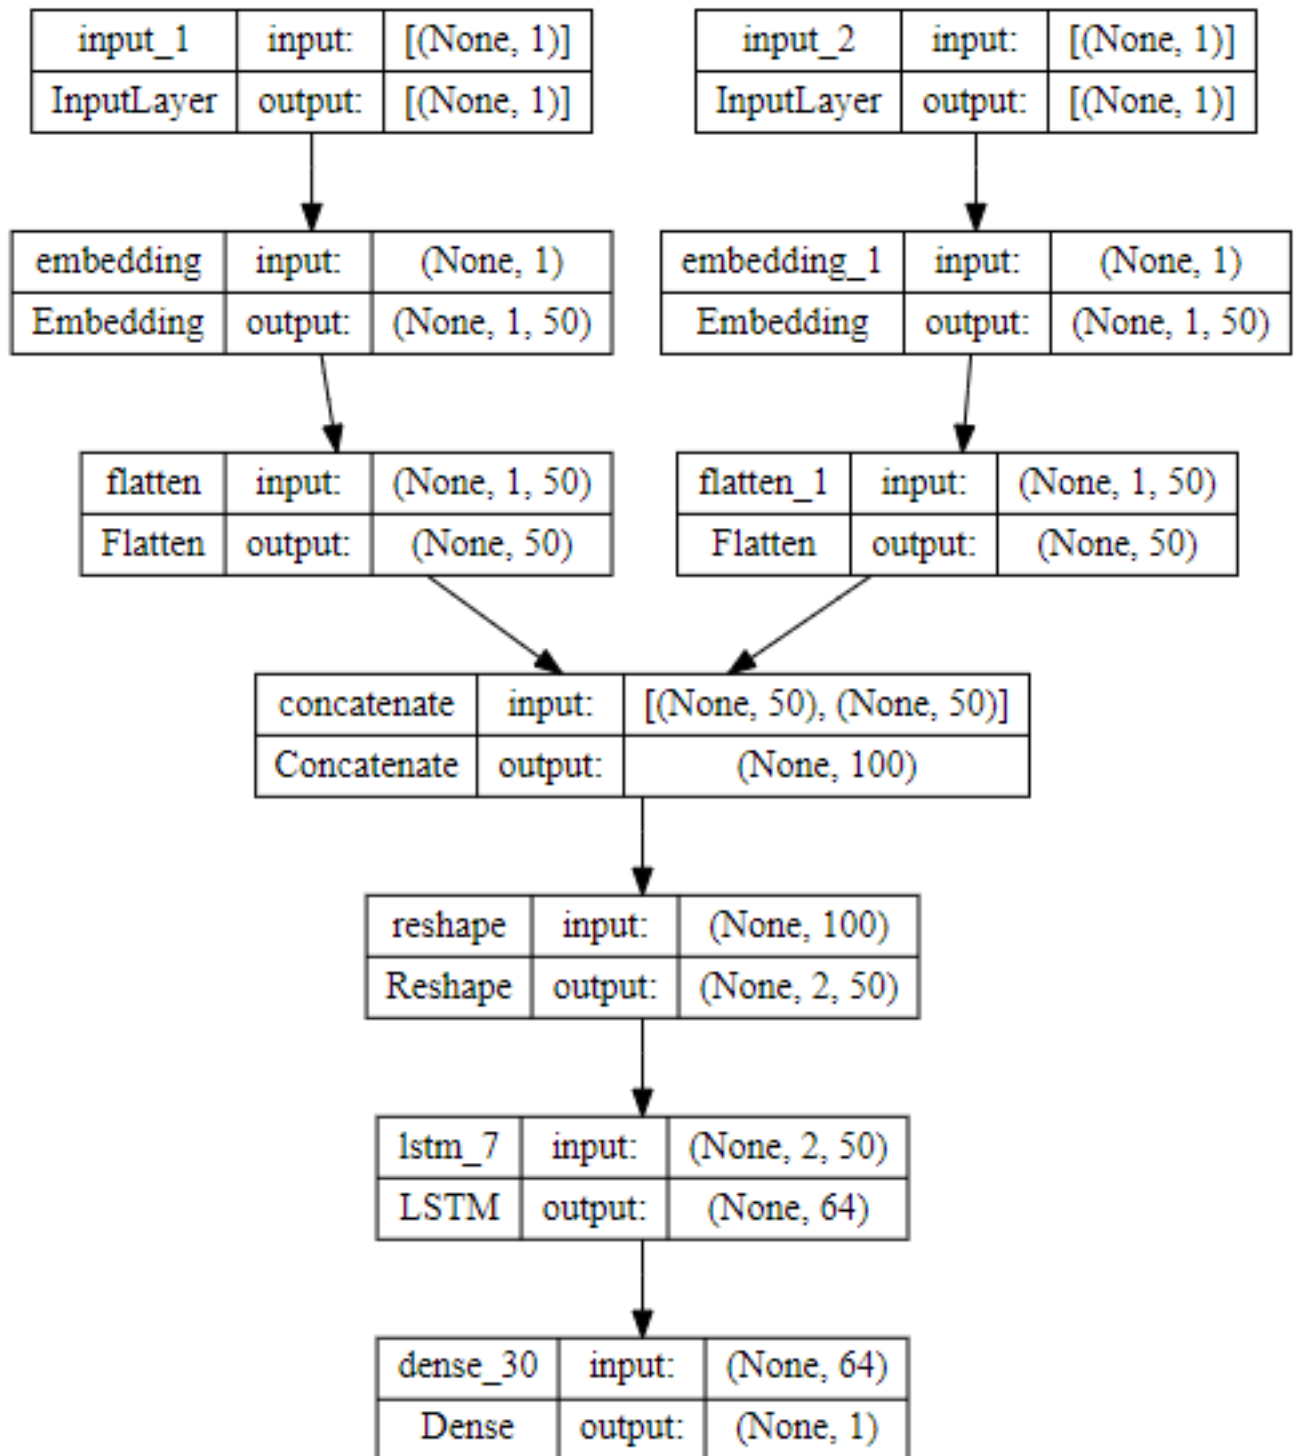 input_1 input: [(None, 1)]
InputLayer output: [(None, 1)]
input_2 input: [(None, 1)]
InputLayer output: [(None, 1)]
embedding input: (None, 1)
Embedding output: (None, 1, 50)
embedding_1 input: (None, 1)
Embedding output: (None, 1, 50)
flatten input: (None, 1, 50)
Flatten output: (None, 50)
flatten_1 input: (None, 1, 50)
Flatten output: (None, 50)
concatenate input: [(None, 50), (None, 50)]
Concatenate output: (None, 100)
reshape input: (None, 100)
Reshape output: (None, 2, 50)
lstm_7 input: (None, 2, 50)
LSTM output: (None, 64)
dense_30 input: (None, 64)
Dense output: (None, 1)